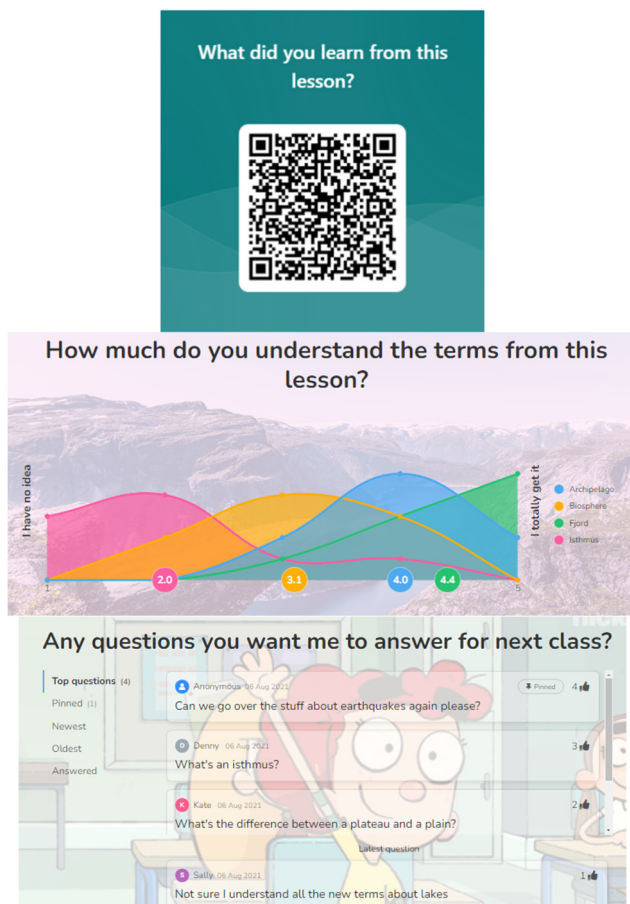 What did you learn from this
lesson?
How much do you understand the terms from this
lesson?
I have no idea
I totally get it
Archipelago
Biosphere
Fjord
Isthmus
2.0
3.1
4.0
4.4
1
5
Any questions you want me to answer for next class?
Top questions (4)
Pinned (1)
Newest
Oldest
Answered
Anonymous 06 Aug 2021
Pinned
4
Can we go over the stuff about earthquakes again please?
D
Denny 06 Aug 2021
3
What's an isthmus?
K
Kate 06 Aug 2021
2
What's the difference between a plateau and a plain?
Latest question
S
Sally 06 Aug 2021
1
Not sure I understand all the new terms about lakes